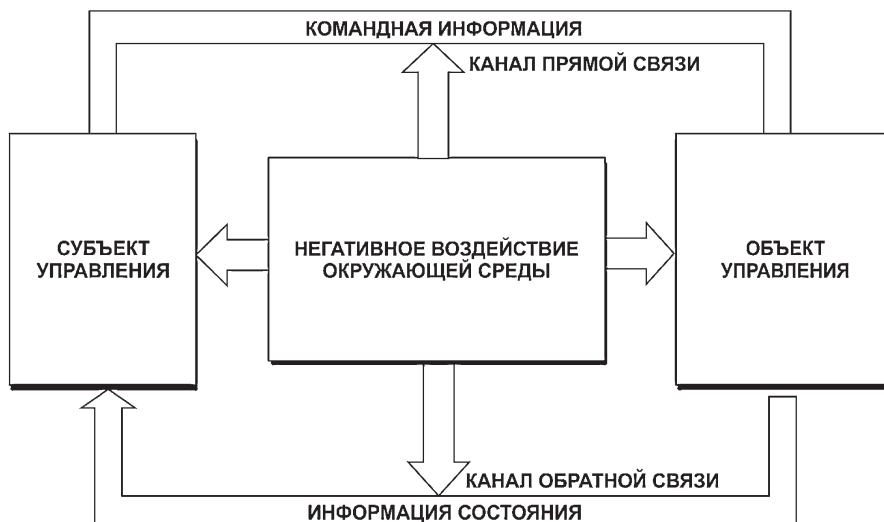 КОМАНДНАЯ ИНФОРМАЦИЯ
КАНАЛ ПРЯМОЙ СВЯЗИ
СУБЪЕКТ
УПРАВЛЕНИЯ
НЕГАТИВНОЕ ВОЗДЕЙСТВИЕ
ОКРУЖАЮЩЕЙ СРЕДЫ
ОБЪЕКТ
УПРАВЛЕНИЯ
КАНАЛ ОБРАТНОЙ СВЯЗИ
ИНФОРМАЦИЯ СОСТОЯНИЯ